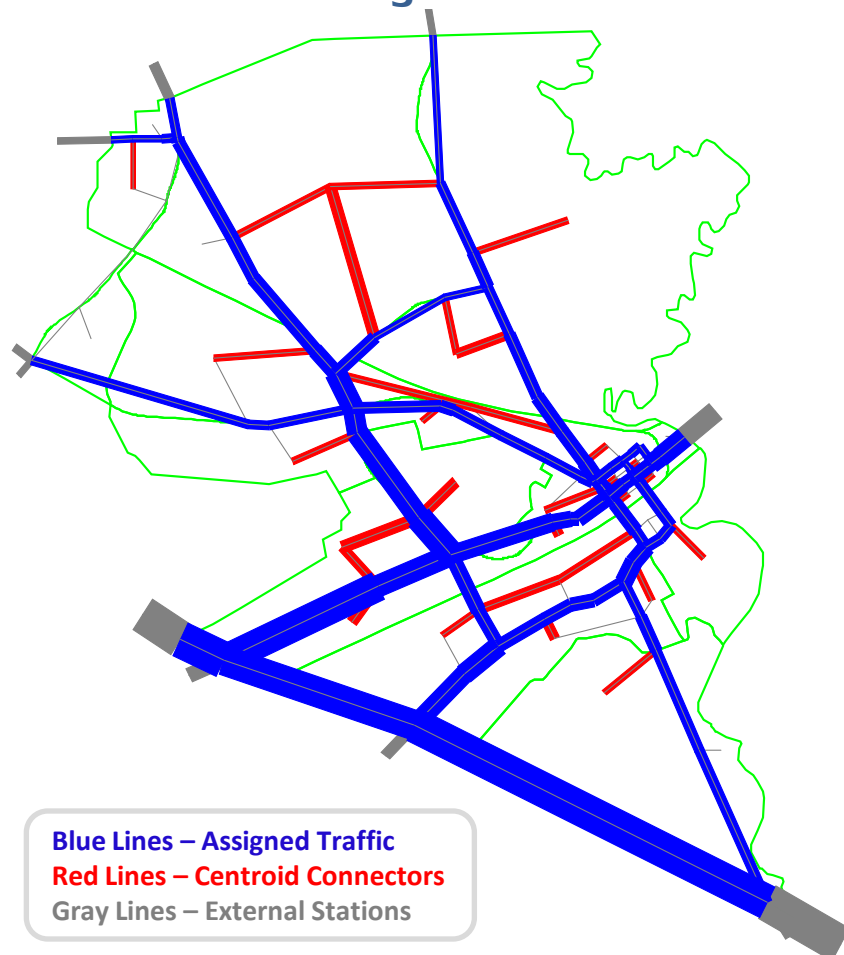 Blue Lines – Assigned Traffic
Red Lines – Centroid Connectors
Gray Lines – External Stations